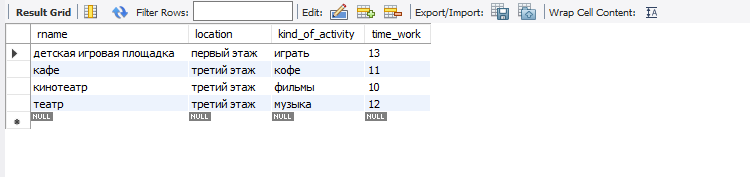 Result Grid Filter Rows: Edit: Export/Import: Wrap Cell Content:
rname location kind_of_activity time_work
детская игровая площадка первый этаж играть 13
кафе третий этаж кофе 11
кинотеатр третий этаж фильмы 10
театр третий этаж музыка 12
NULL NULL NULL NULL